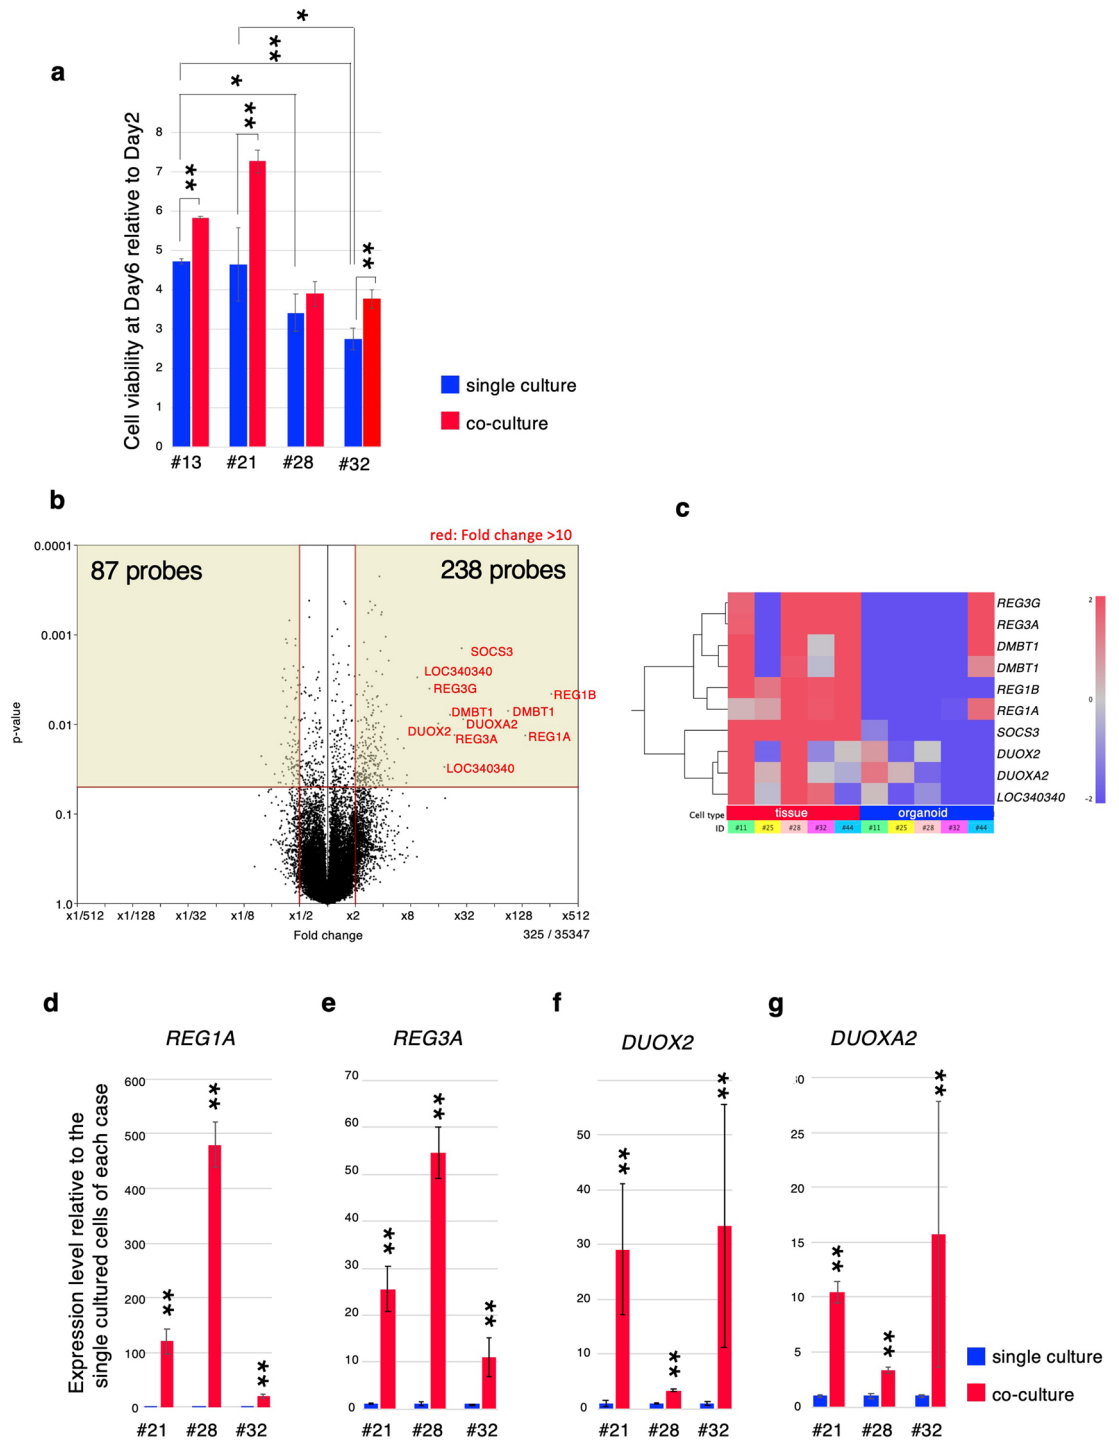 a
Cell viability at Day6 relative to Day2
*
**
*
**
**
**
8
7
6
5
4
3
2
1
0
#13 #21 #28 #32
single culture
co-culture
b
red: Fold change >10
87 probes
238 probes
p-value
0.0001
0.001
0.01
0.1
1.0
SOCS3
LOC340340
REG3G
REG1B
DMBT1
DMBT1
DUOXA2
DUOX2
REG3A
REG1A
LOC340340
x1/512 x1/128 x1/32 x1/8 x1/2 x2 x8 x32 x128 x512
Fold change
325 / 35347
c
REG3G
REG3A
DMBT1
DMBT1
REG1B
REG1A
SOCS3
DUOX2
DUOXA2
LOC340340
2
0
-2
Cell type tissue organoid
ID #11 #25 #28 #32 #44 #11 #25 #28 #32 #44
d
REG1A
Expression level relative to the
single cultured cells of each case
600
500
400
300
200
100
0
**
**
**
#21 #28 #32
e
REG3A
70
60
50
40
30
20
10
0
**
**
**
#21 #28 #32
f
DUOX2
50
40
30
20
10
0
**
**
**
#21 #28 #32
g
DUOXA2
30
25
20
15
10
5
0
**
**
**
#21 #28 #32
single culture
co-culture